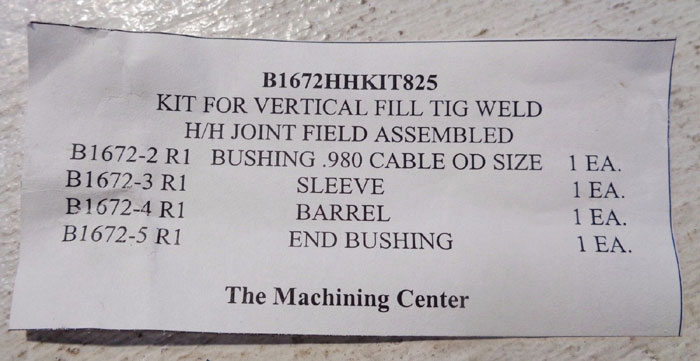 B1672HHKIT825
KIT FOR VERTICAL FILL TIG WELD
H/H JOINT FIELD ASSEMBLED
B1672-2 R1 BUSHING .980 CABLE OD SIZE 1 EA.
B1672-3 R1 SLEEVE 1 EA.
B1672-4 R1 BARREL 1 EA.
B1672-5 R1 END BUSHING 1 EA.
The Machining Center